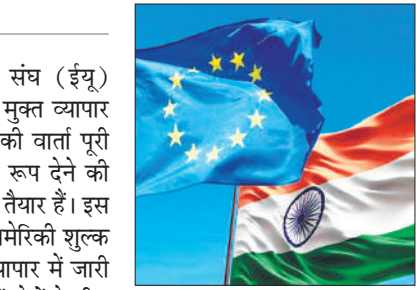 संघ (ईयू)
मुक्त व्यापार
की वार्ता पूरी
रूप देने की
तैयार हैं। इस
मेरिकी शुल्क
यापार में जारी